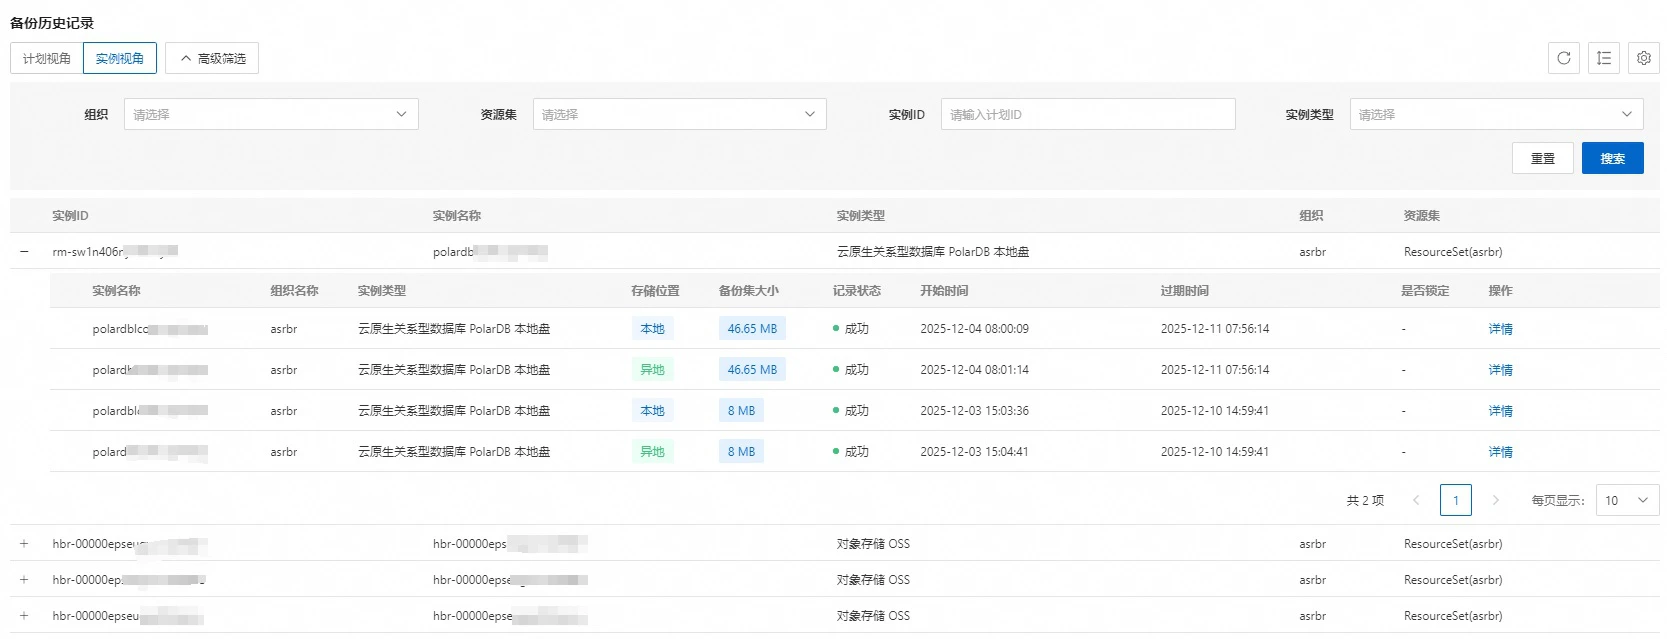 备份历史记录
计划视角 实例视角 高级筛选
组织 请选择 资源集 请选择 实例ID 请输入计划ID 实例类型 请选择
重置 搜索
实例ID 实例名称 实例类型 组织 资源集
rm-sw1n406r polardb 云原生关系型数据库 PolarDB 本地盘 asrbr ResourceSet(asrbr)
实例名称 组织名称 实例类型 存储位置 备份集大小 记录状态 开始时间 过期时间 是否锁定 操作
polardblcc asrbr 云原生关系型数据库 PolarDB 本地盘 本地 46.65 MB 成功 2025-12-04 08:00:09 2025-12-11 07:56:14 - 详情
polard asrbr 云原生关系型数据库 PolarDB 本地盘 异地 46.65 MB 成功 2025-12-04 08:01:14 2025-12-11 07:56:14 - 详情
polardbl asrbr 云原生关系型数据库 PolarDB 本地盘 本地 8 MB 成功 2025-12-03 15:03:36 2025-12-10 14:59:41 - 详情
polard asrbr 云原生关系型数据库 PolarDB 本地盘 异地 8 MB 成功 2025-12-03 15:04:41 2025-12-10 14:59:41 - 详情
共 2 项 1 每页显示: 10
hbr-00000epseu hbr-00000eps 对象存储 OSS asrbr ResourceSet(asrbr)
hbr-00000ep hbr-00000epse 对象存储 OSS asrbr ResourceSet(asrbr)
hbr-00000epseu hbr-00000epse 对象存储 OSS asrbr ResourceSet(asrbr)